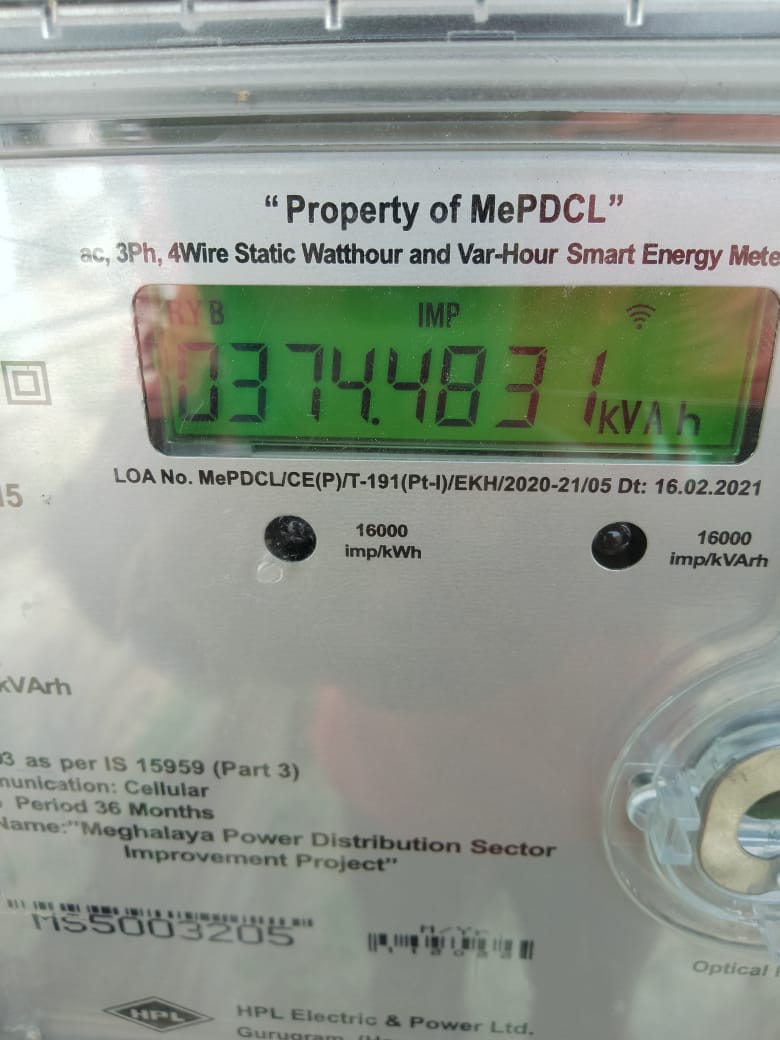 “Property of MePDCL”
ac, 3Ph, 4Wire Static Watthour and Var-Hour Smart Energy Mete
RYB IMP
0374.4831 kVAh
LOA No. MePDCL/CE(P)/T-191(Pt-I)/EKH/2020-21/05 Dt: 16.02.2021
15
16000
imp/kWh
16000
imp/kVArh
kVArh
3 as per IS 15959 (Part 3)
munication: Cellular
Period 36 Months
Name:"Meghalaya Power Distribution Sector
Improvement Project"
MS5003205
M/Yr
Optical
HPL
HPL Electric & Power Ltd.
Gurugram,